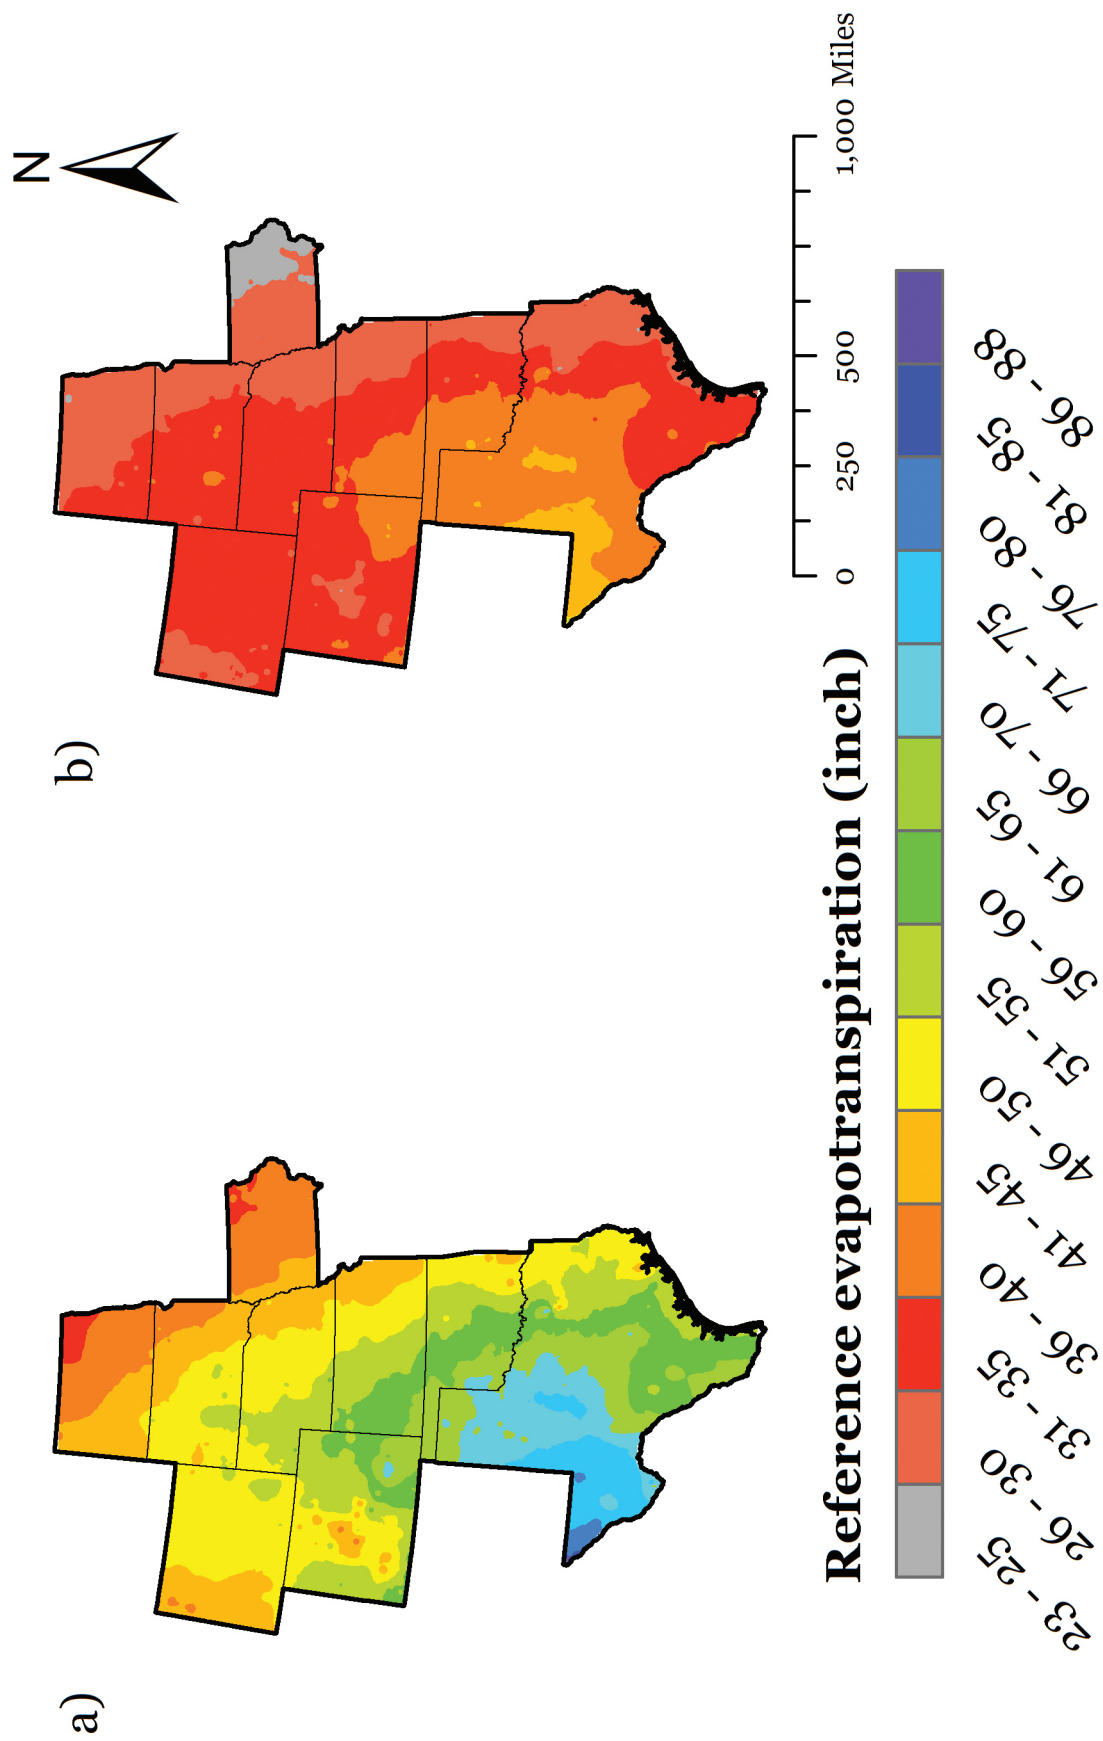 a)
b)
N
0 250 500 1,000 Miles
Reference evapotranspiration (inch)
23 - 25
26 - 30
31 - 35
36 - 40
41 - 45
46 - 50
51 - 55
56 - 60
61 - 65
66 - 70
71 - 75
76 - 80
81 - 85
86 - 88